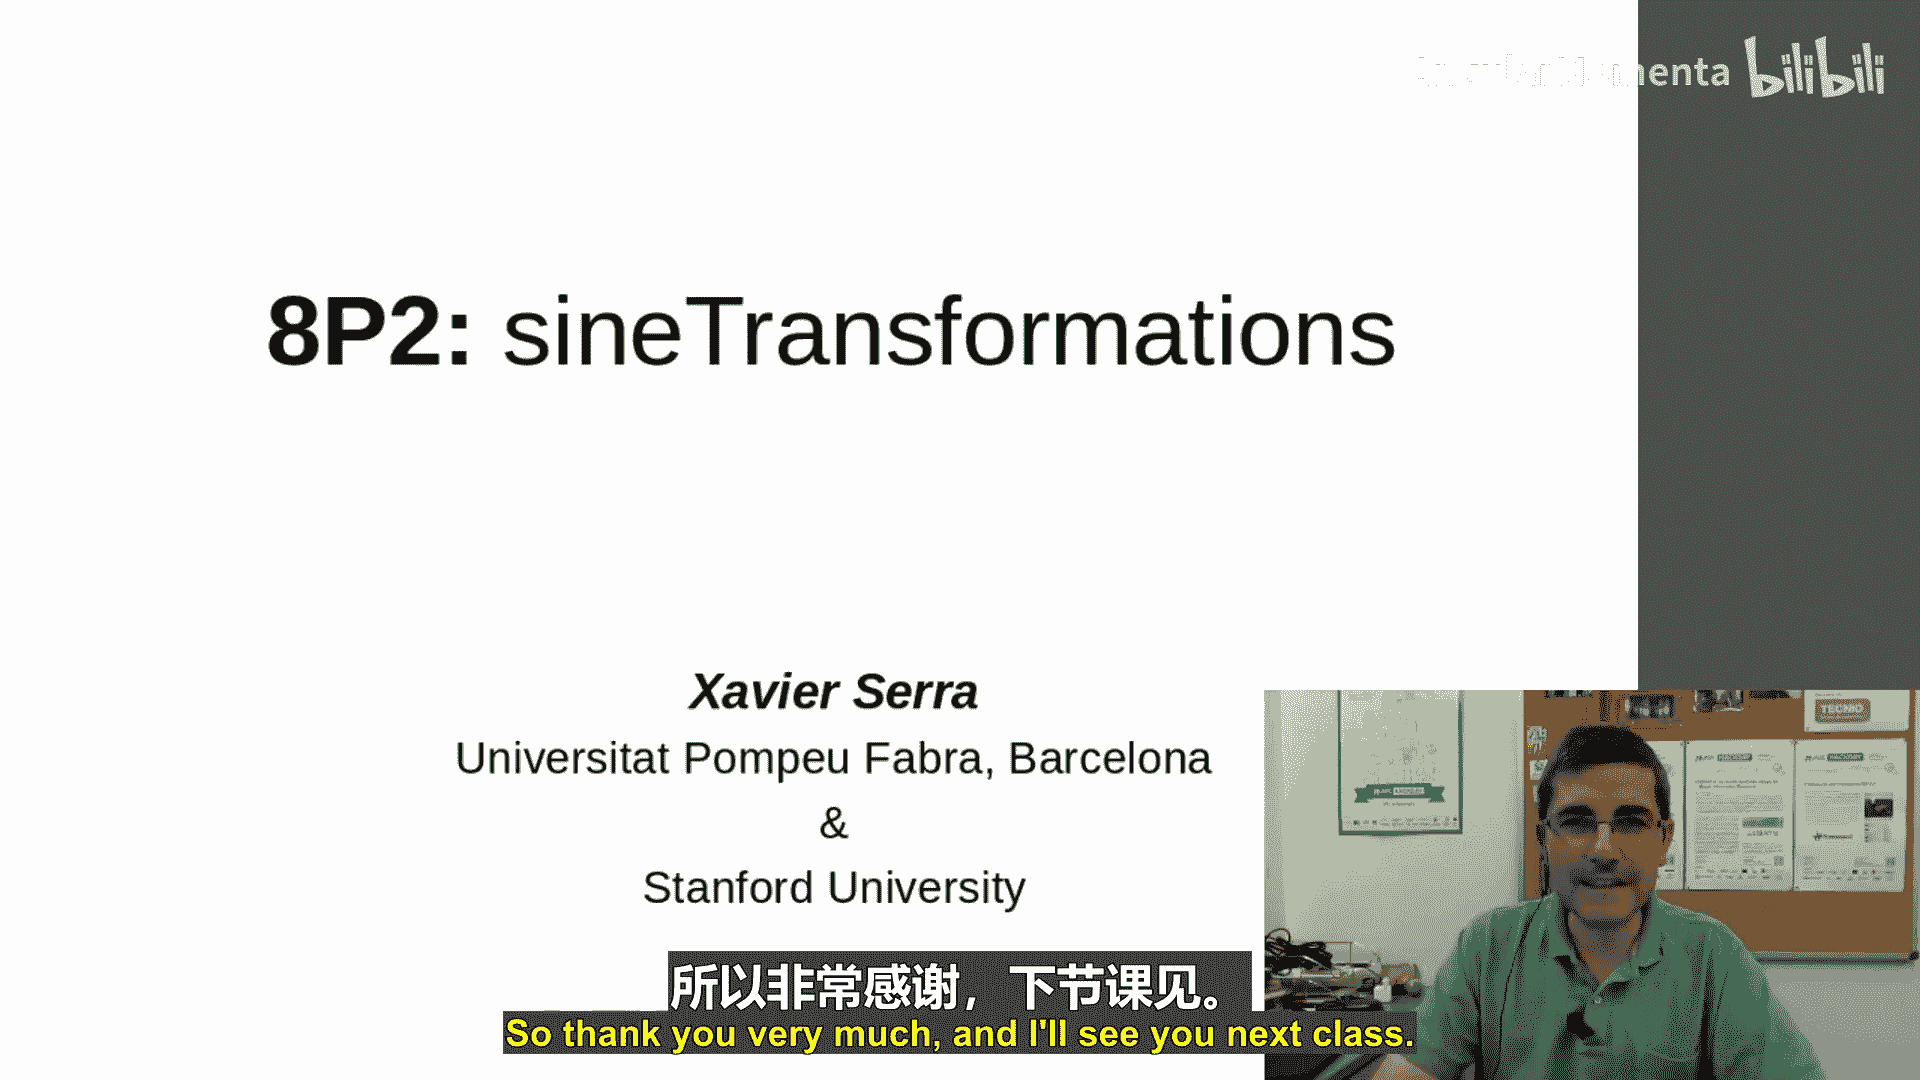 bilibili
8P2: sineTransformations
Xavier Serra
Universitat Pompeu Fabra, Barcelona
&
Stanford University
TECNIO
所以非常感谢，下节课见。
So thank you very much, and I'll see you next class.